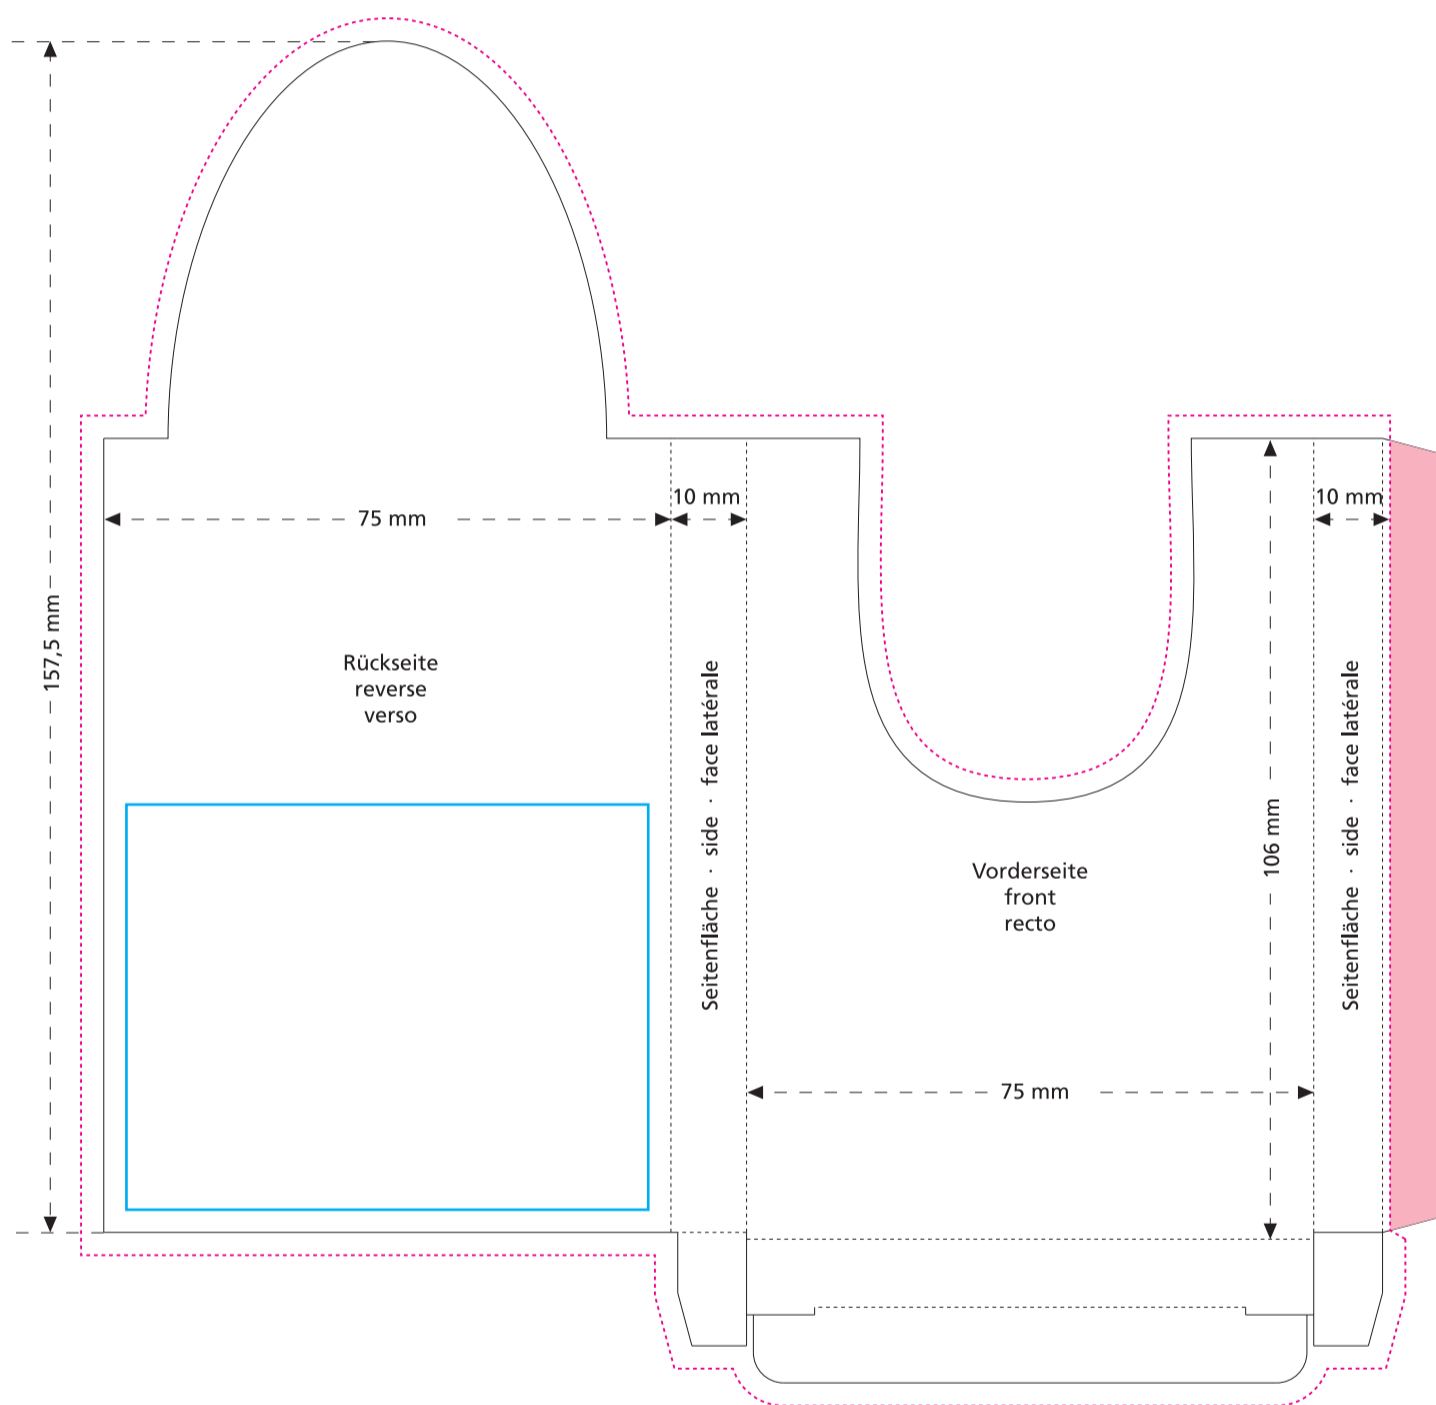 157,5 mm
75 mm
10 mm
10 mm
Rückseite
reverse
verso
Seitenfläche · side · face latérale
Vorderseite
front
recto
106 mm
Seitenfläche · side · face latérale
75 mm